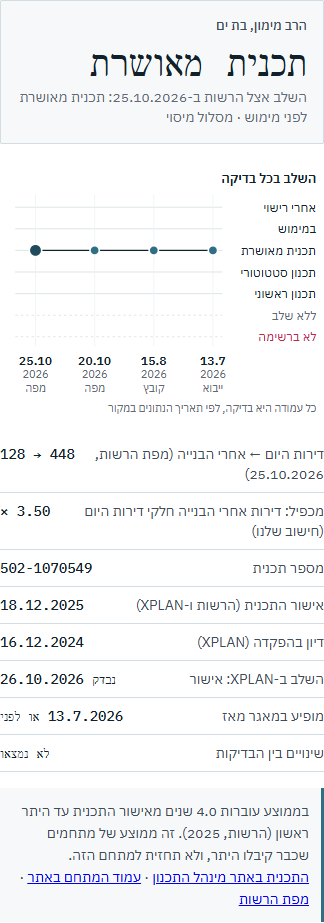 הרב מימון, בת ים
תכנית מאושרת
השלב אצל הרשות ב-25.10.2026: תכנית מאושרת
לפני מימוש · מסלול מיסוי
השלב בכל בדיקה
אחרי רישוי
במימוש
תכנית מאושרת
תכנון סטטוטורי
תכנון ראשוני
ללא שלב
לא ברשימה
13.7 15.8 20.10 25.10
2026 2026 2026 2026
ייבוא קובץ מפה מפה
כל עמודה היא בדיקה, לפי תאריך הנתונים במקור
דירות היום ← אחרי הבנייה (מפת הרשות, 128 → 448
25.10.2026)
מכפיל: דירות אחרי הבנייה חלקי דירות היום × 3.50
(חישוב שלנו)
מספר תכנית 502-1070549
אישור התכנית (הרשות ו-XPLAN) 18.12.2025
דיון בהפקדה (XPLAN) 16.12.2024
השלב ב-XPLAN: אישור נבדק 26.10.2026
מופיע במאגר מאז 13.7.2026 או לפני
שינויים בין הבדיקות לא נמצאו
בממוצע עוברות 4.0 שנים מאישור התכנית עד היתר
ראשון (הרשות, 2025). זה ממוצע של מתחמים
שכבר קיבלו היתר, ולא תחזית למתחם הזה.
התכנית באתר מינהל התכנון · עמוד המתחם באתר ·
מפת הרשות